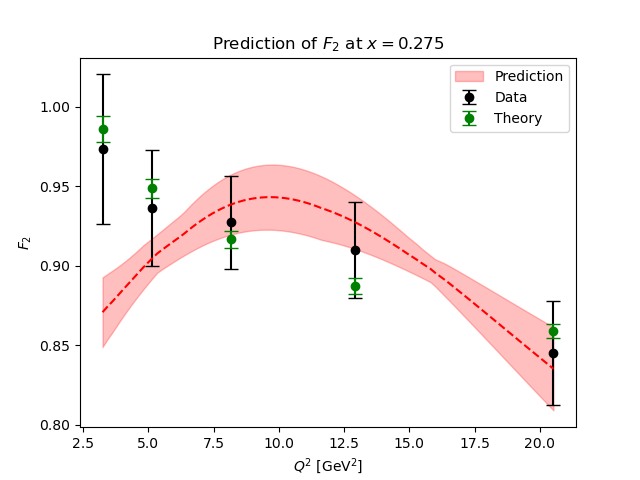 Prediction of $F_2$ at $x = 0.275$
Prediction
Data
Theory
1.00
0.95
0.90
0.85
0.80
$F_2$
2.5 5.0 7.5 10.0 12.5 15.0 17.5 20.0
$Q^2$ [GeV$^2$]